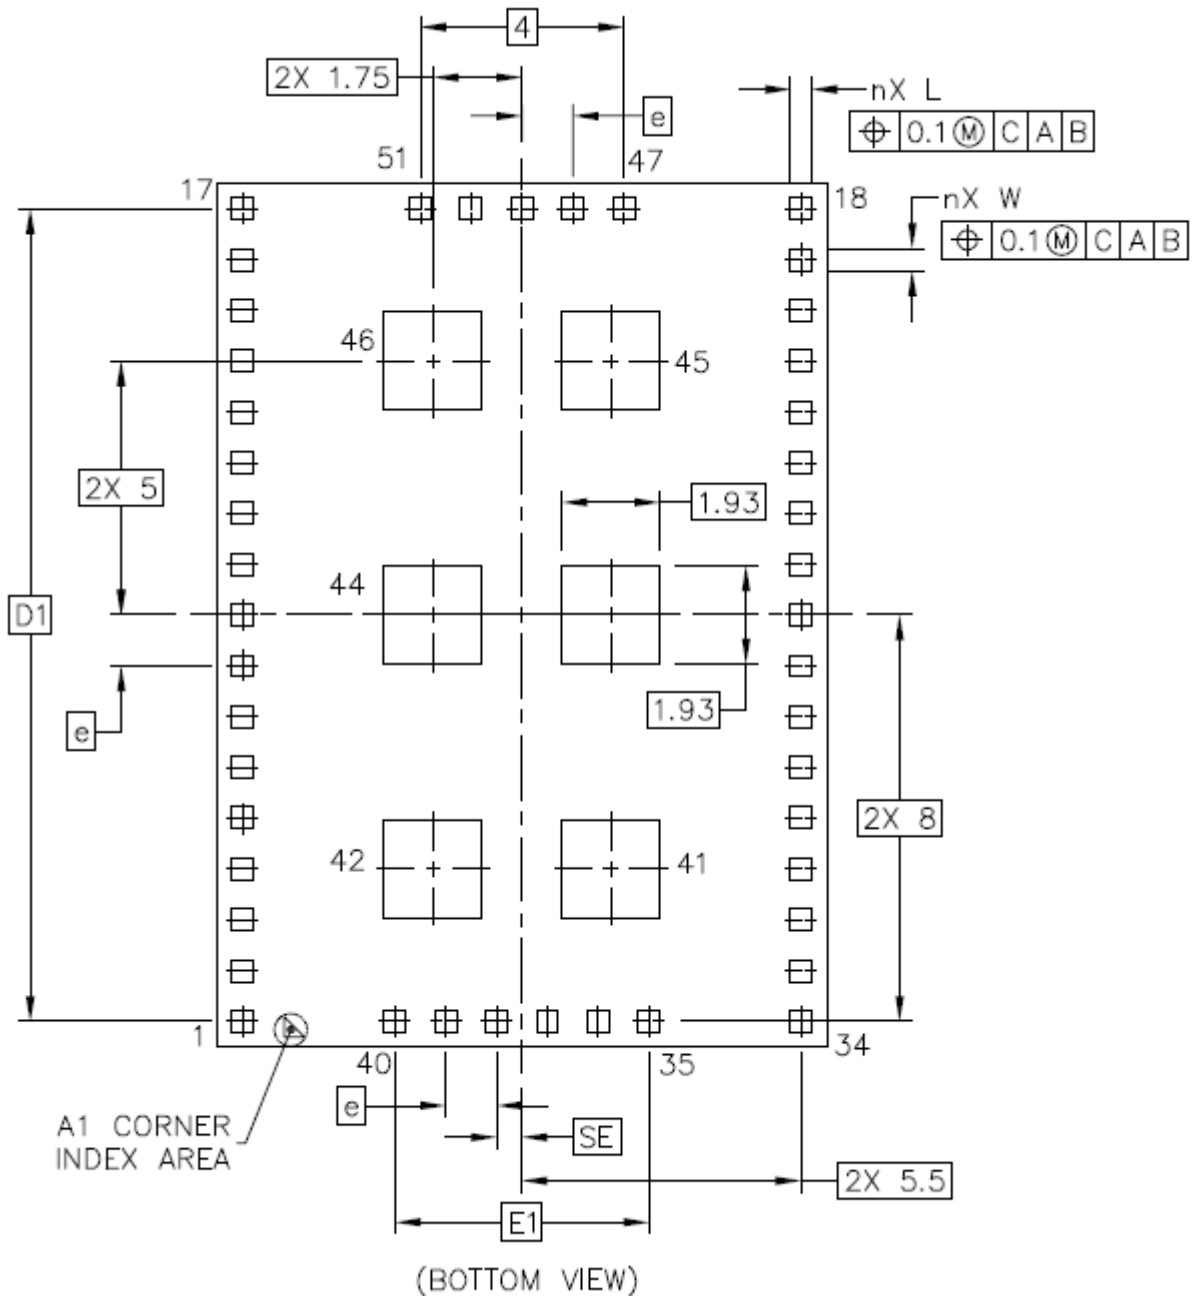 4
2X 1.75
nX L
e
⌖ 0.1 Ⓜ C A B
51
47
17
18
nX W
⌖ 0.1 Ⓜ C A B
46
45
2X 5
1.93
44
D1
1.93
e
2X 8
42
41
1
40
35
34
e
A1 CORNER
INDEX AREA
SE
2X 5.5
E1
(BOTTOM VIEW)